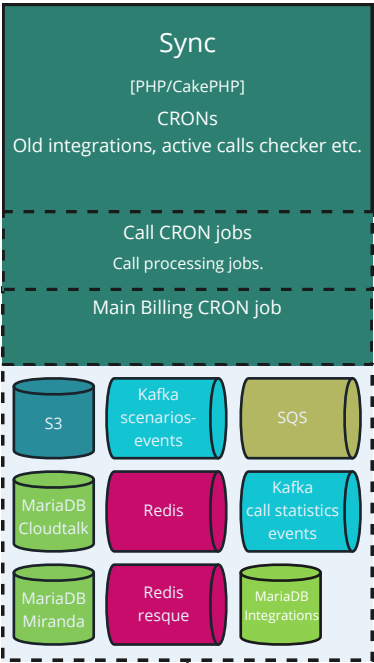 Sync
[PHP/CakePHP]
CRONs
Old integrations, active calls checker etc.
Call CRON jobs
Call processing jobs.
Main Billing CRON job
S3
Kafka
scenarios-
events
SQS
MariaDB
Cloudtalk
Redis
Kafka
call statistics
events
MariaDB
Miranda
Redis
resque
MariaDB
Integrations